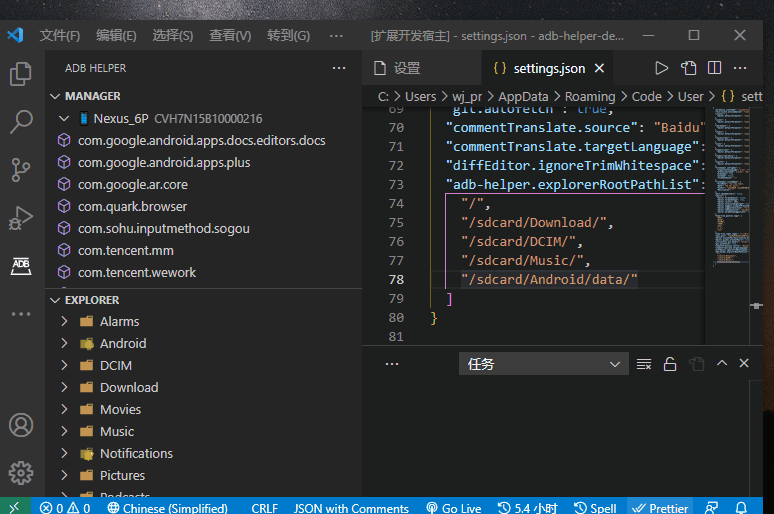 文件(F) 编辑(E) 选择(S) 查看(V) 转到(G) ··· [扩展开发宿主] - settings.json - adb-helper-de...
ADB HELPER ···
MANAGER
Nexus_6P CVH7N15B10000216
com.google.android.apps.docs.editors.docs
com.google.android.apps.plus
com.google.ar.core
com.quark.browser
com.sohu.inputmethod.sogou
com.tencent.mm
com.tencent.wework
ADB
EXPLORER
Alarms
Android
DCIM
Download
Movies
Music
Notifications
Pictures
Podcasts
设置 {} settings.json
C: > Users > wj_pr > AppData > Roaming > Code > User > {} sett
69 "git.autofetch": true,
70 "commentTranslate.source": "Baidu"
71 "commentTranslate.targetLanguage":
72 "diffEditor.ignoreTrimWhitespace":
73 "adb-helper.explorerRootPathList":
74 "/",
75 "/sdcard/Download/",
76 "/sdcard/DCIM/",
77 "/sdcard/Music/",
78 "/sdcard/Android/data/"
79 ]
80 }
81
··· 任务
0 0 Chinese (Simplified) CRLF JSON with Comments Go Live 5.4 小时 Spell Prettier